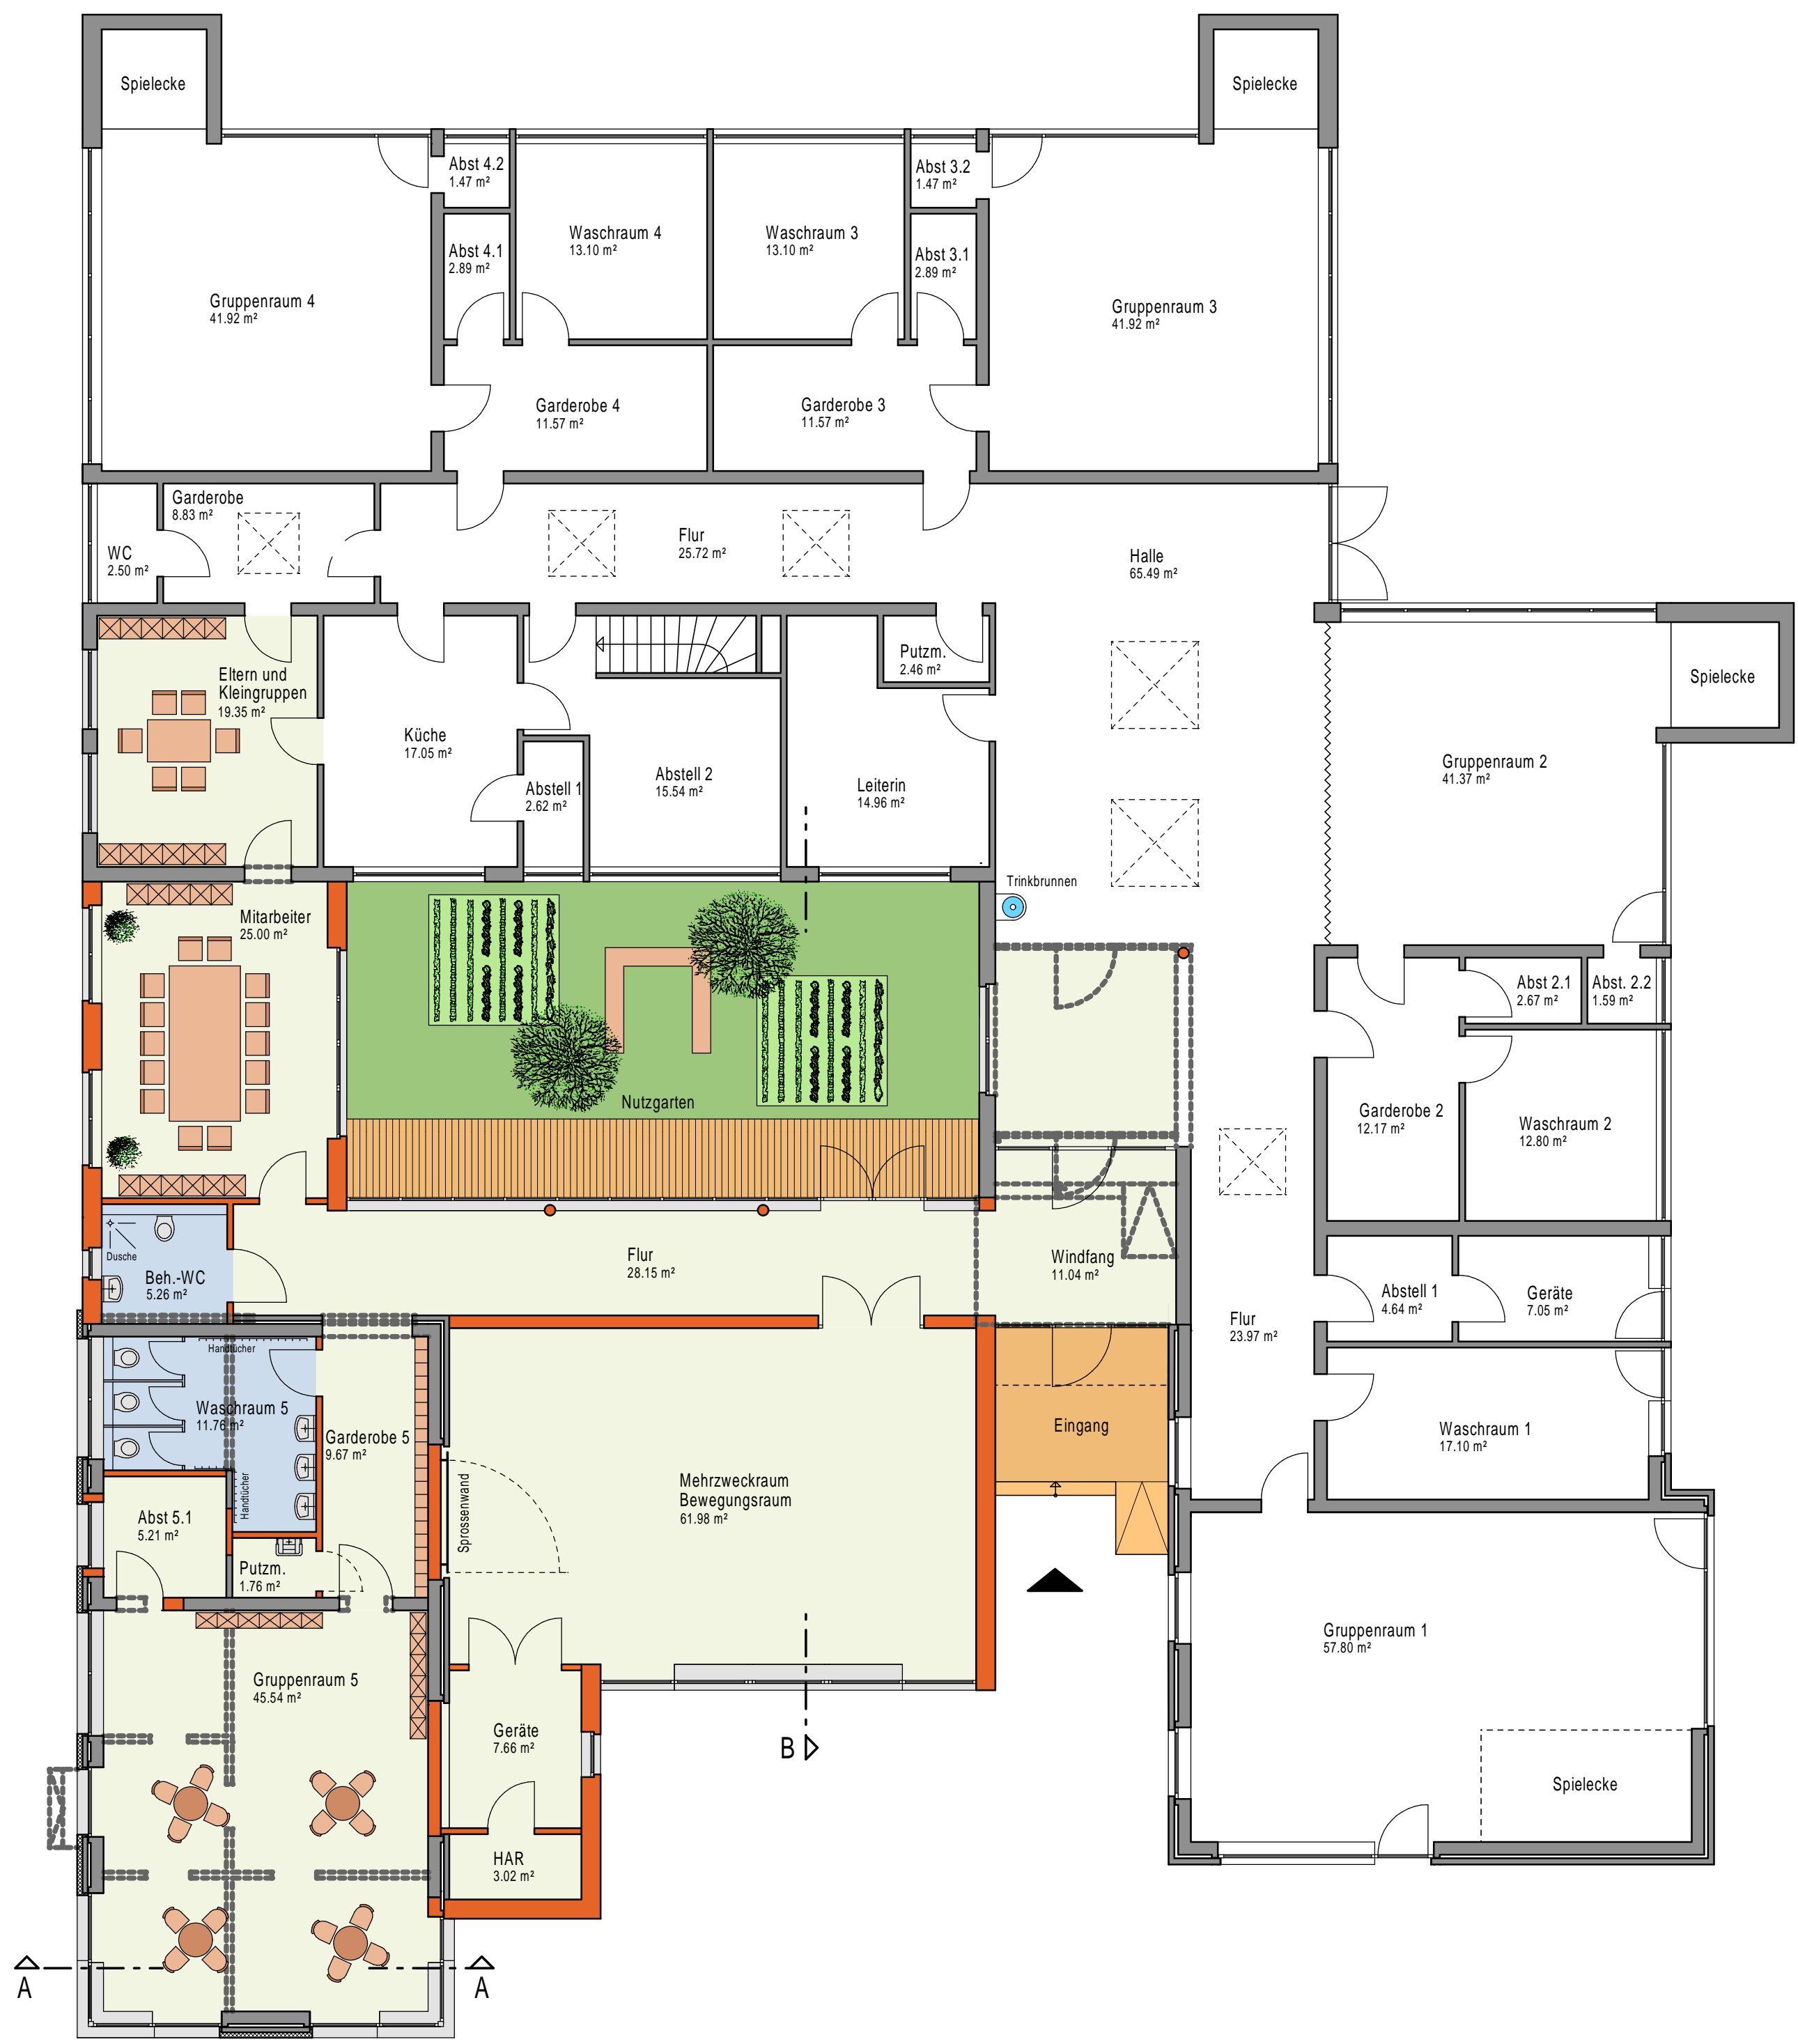 Spielecke
Spielecke
Abst 4.2
1.47 m²
Abst 3.2
1.47 m²
Waschraum 4
13.10 m²
Waschraum 3
13.10 m²
Abst 4.1
2.89 m²
Abst 3.1
2.89 m²
Gruppenraum 4
41.92 m²
Gruppenraum 3
41.92 m²
Garderobe 4
11.57 m²
Garderobe 3
11.57 m²
Garderobe
8.83 m²
WC
2.50 m²
Flur
25.72 m²
Halle
65.49 m²
Eltern und
Kleingruppen
19.35 m²
Putzm.
2.46 m²
Spielecke
Küche
17.05 m²
Abstell 1
2.62 m²
Abstell 2
15.54 m²
Leiterin
14.96 m²
Gruppenraum 2
41.37 m²
Trinkbrunnen
Mitarbeiter
25.00 m²
Abst 2.1
2.67 m²
Abst. 2.2
1.59 m²
Nutzgarten
Garderobe 2
12.17 m²
Waschraum 2
12.80 m²
Dusche
Beh.-WC
5.26 m²
Flur
28.15 m²
Windfang
11.04 m²
Abstell 1
4.64 m²
Geräte
7.05 m²
Flur
23.97 m²
Handtücher
Waschraum 5
11.76 m²
Handtücher
Garderobe 5
9.67 m²
Sprossenwand
Mehrzweckraum
Bewegungsraum
61.98 m²
Eingang
Waschraum 1
17.10 m²
Abst 5.1
5.21 m²
Putzm.
1.76 m²
Gruppenraum 5
45.54 m²
Gruppenraum 1
57.80 m²
Geräte
7.66 m²
B
Spielecke
HAR
3.02 m²
A
A